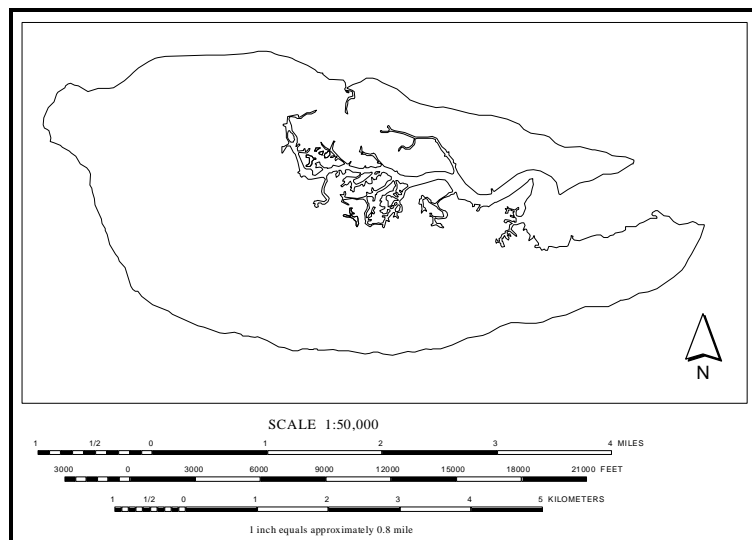 N
SCALE 1:50,000
1 1/2 0 1 2 3 4 MILES
3000 0 3000 6000 9000 12000 15000 18000 21000 FEET
1 1/2 0 1 2 3 4 5 KILOMETERS
1 inch equals approximately 0.8 mile